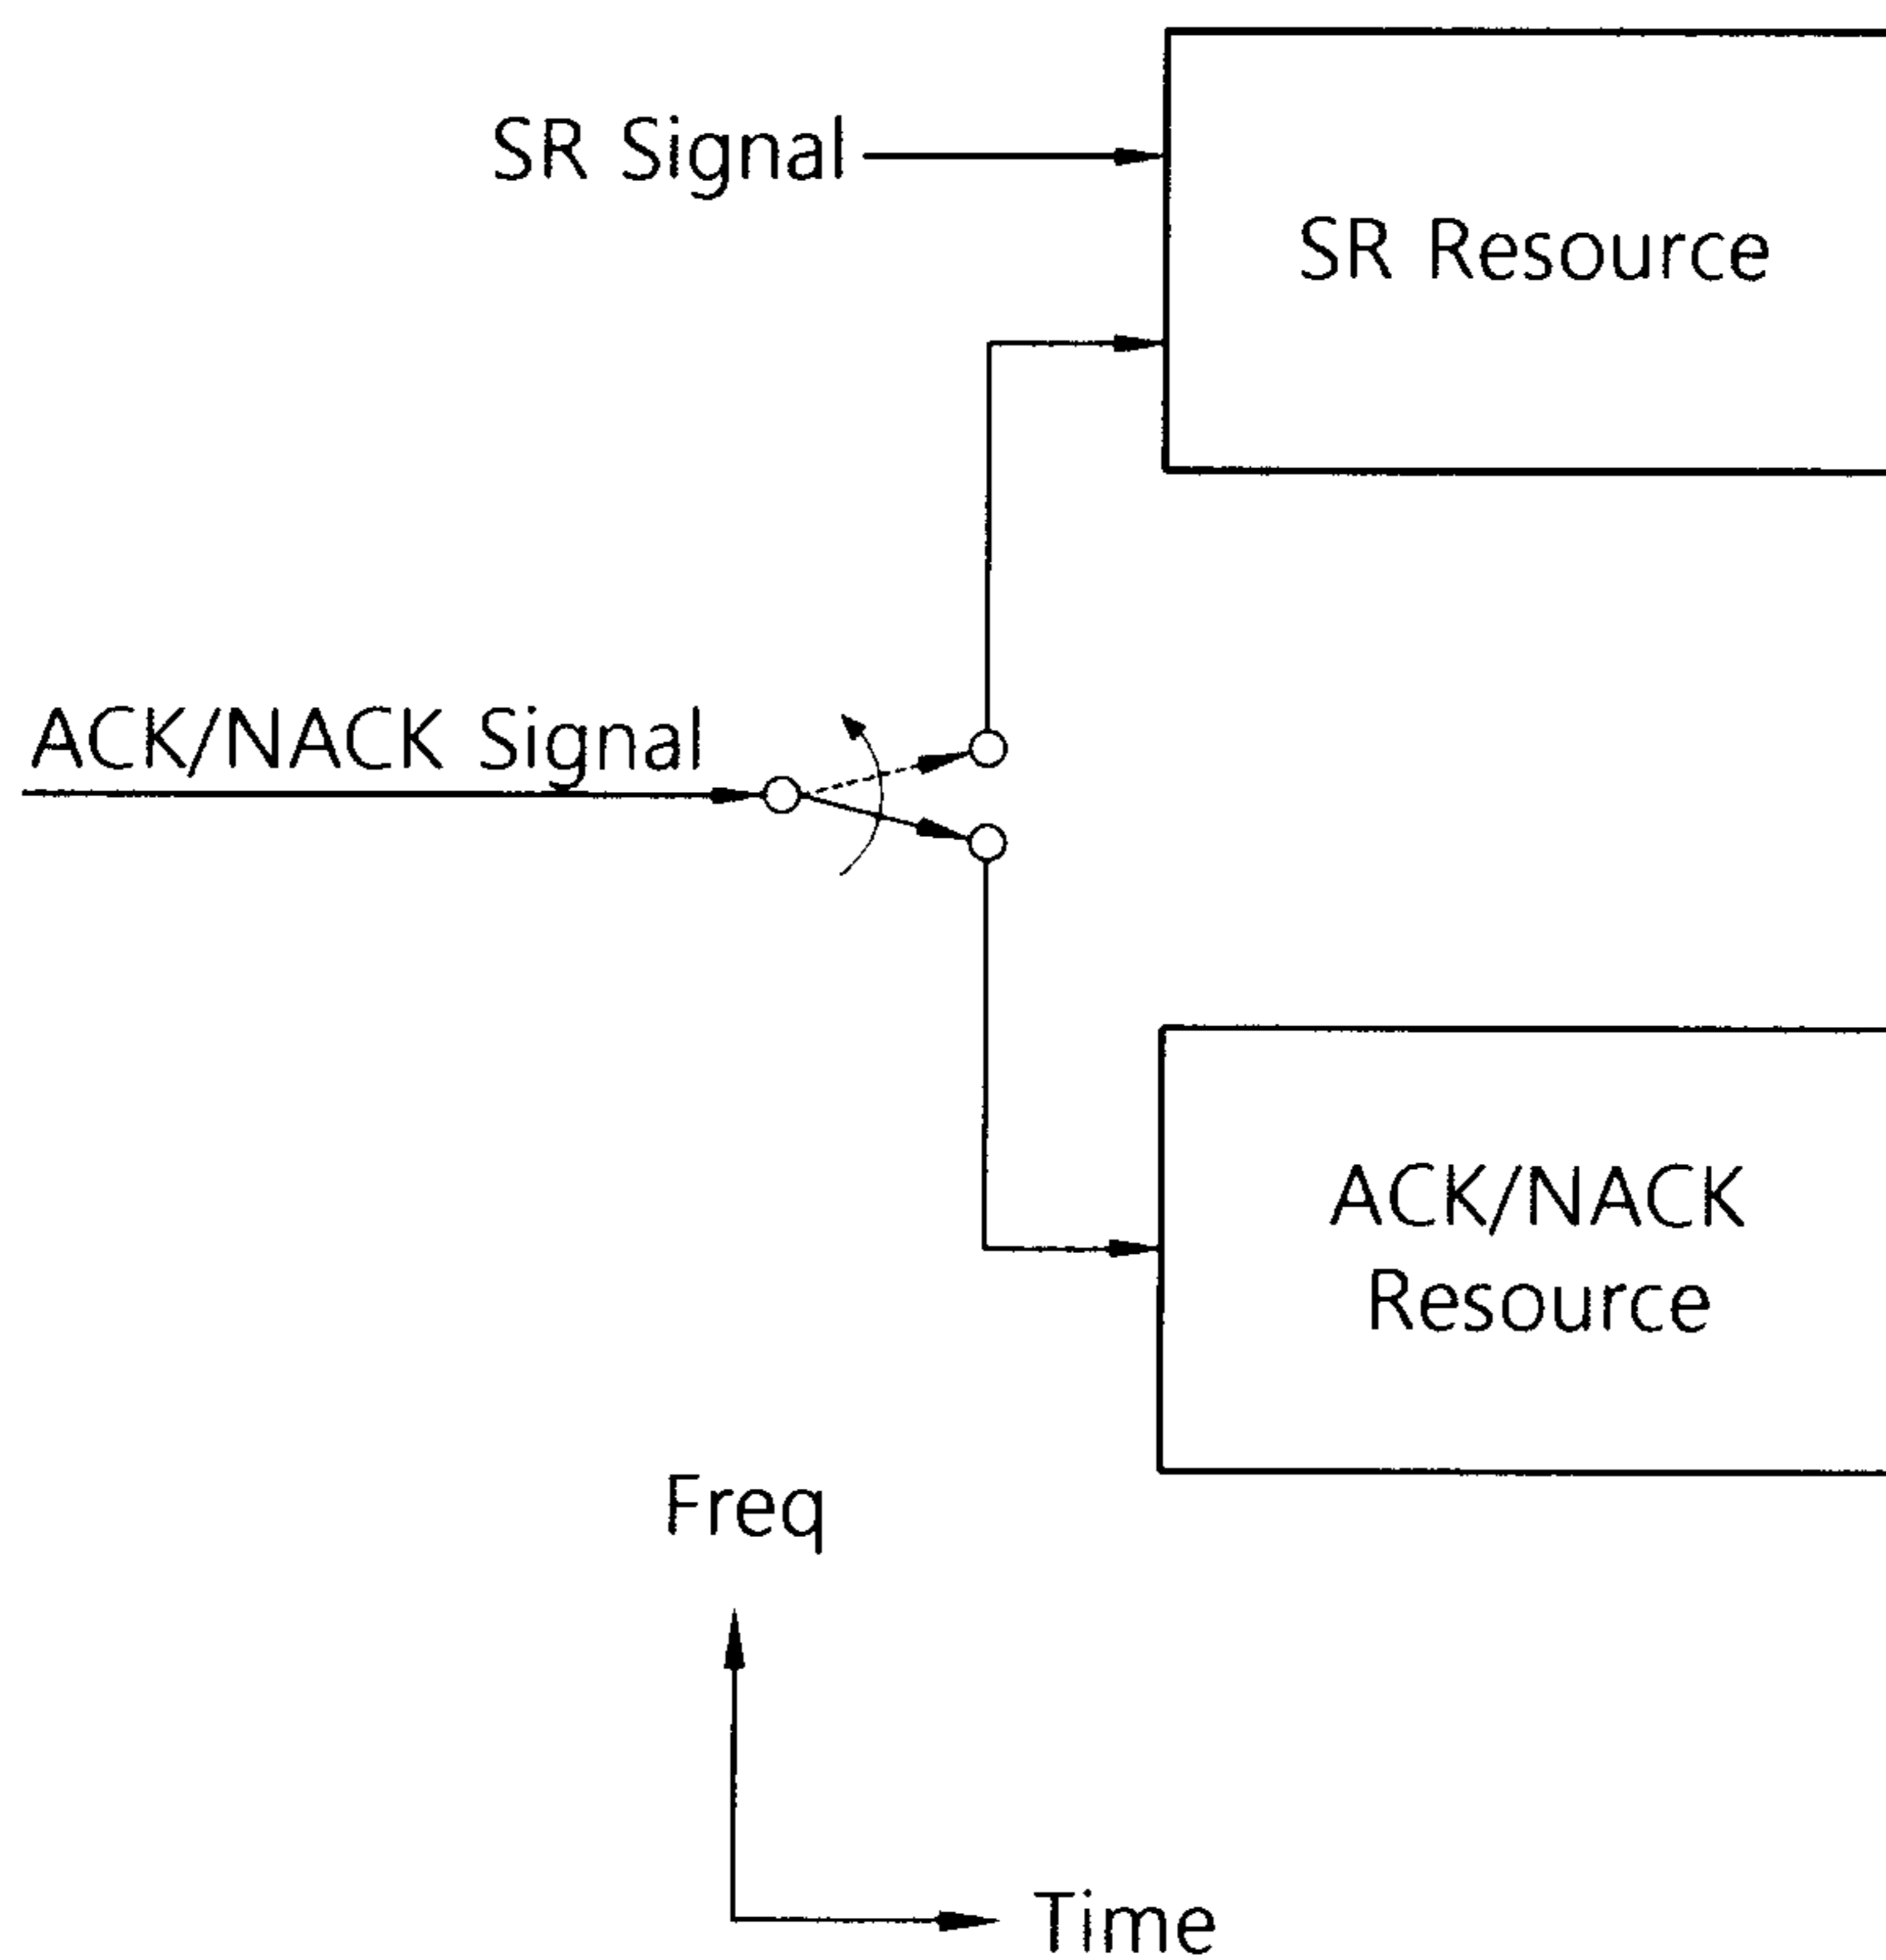 SR Signal
SR Resource
ACK/NACK Signal
ACK/NACK
Resource
Freq
Time